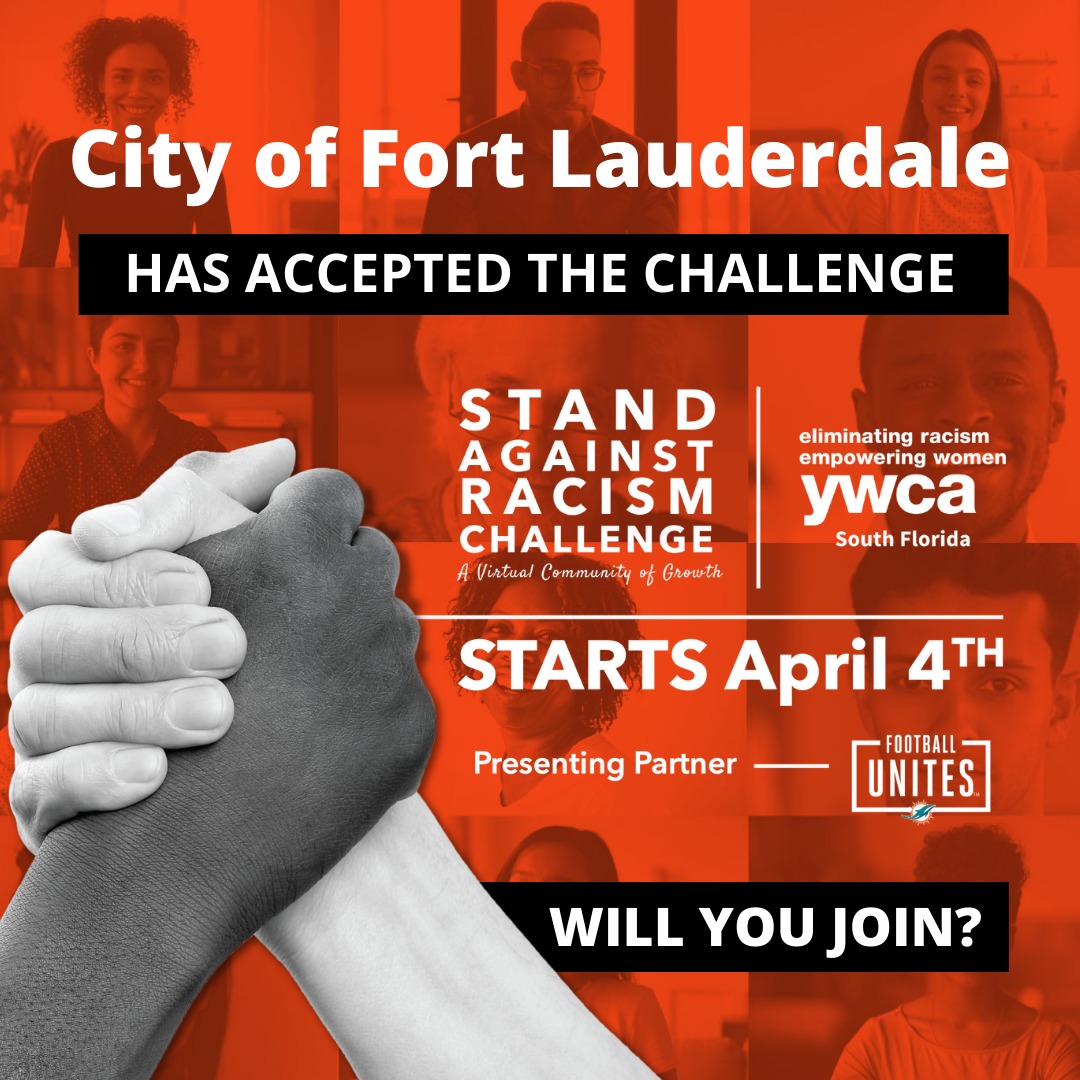 City of Fort Lauderdale
HAS ACCEPTED THE CHALLENGE
STAND
AGAINST
RACISM
CHALLENGE
A Virtual Community of Growth
eliminating racism
empowering women
ywca
South Florida
STARTS April 4TH
Presenting Partner
FOOTBALL
UNITES™
WILL YOU JOIN?